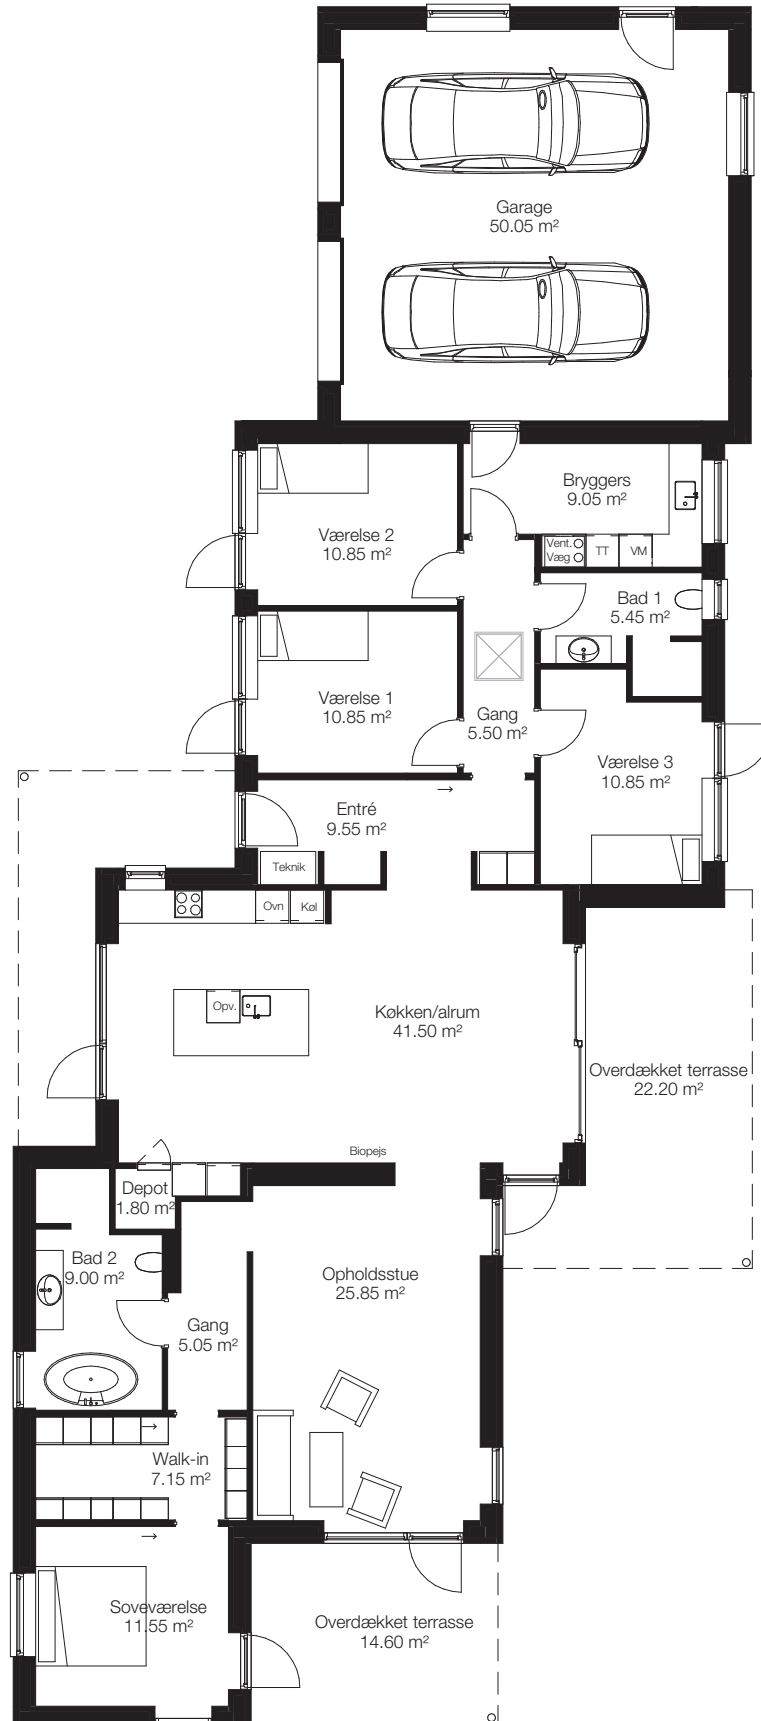 Garage
50.05 m²
Bryggers
9.05 m²
Vent.
Væg
TT
VM
Værelse 2
10.85 m²
Bad 1
5.45 m²
Værelse 1
10.85 m²
Gang
5.50 m²
Værelse 3
10.85 m²
Entré
9.55 m²
Teknik
Ovn
Køl
Opv.
Køkken/alrum
41.50 m²
Overdækket terrasse
22.20 m²
Biopejs
Depot
1.80 m²
Bad 2
9.00 m²
Opholdsstue
25.85 m²
Gang
5.05 m²
Walk-in
7.15 m²
Soveværelse
11.55 m²
Overdækket terrasse
14.60 m²